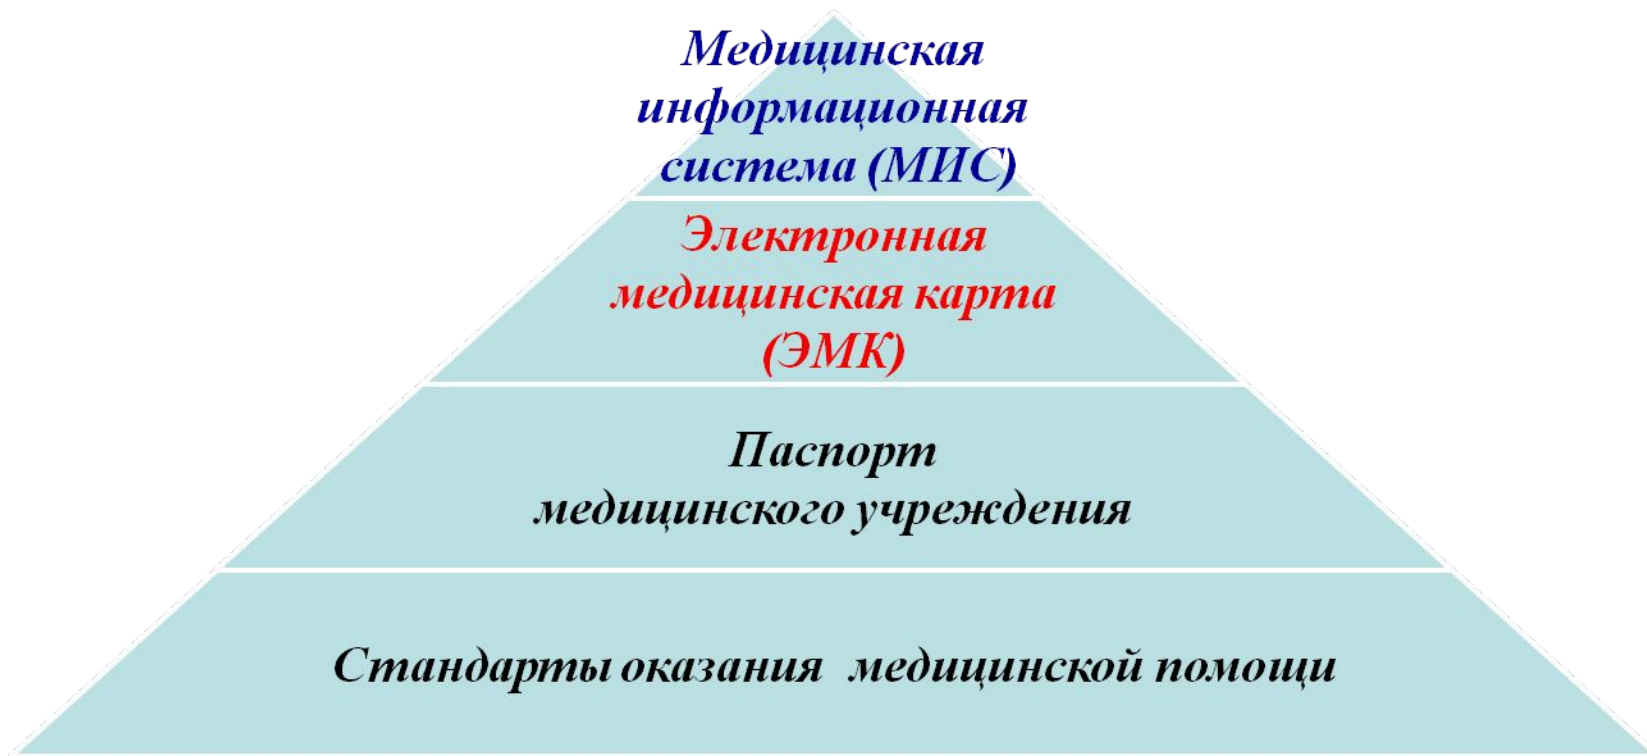 Медицинская
информационная
система (МИС)
Электронная
медицинская карта
(ЭМК)
Паспорт
медицинского учреждения
Стандарты оказания медицинской помощи